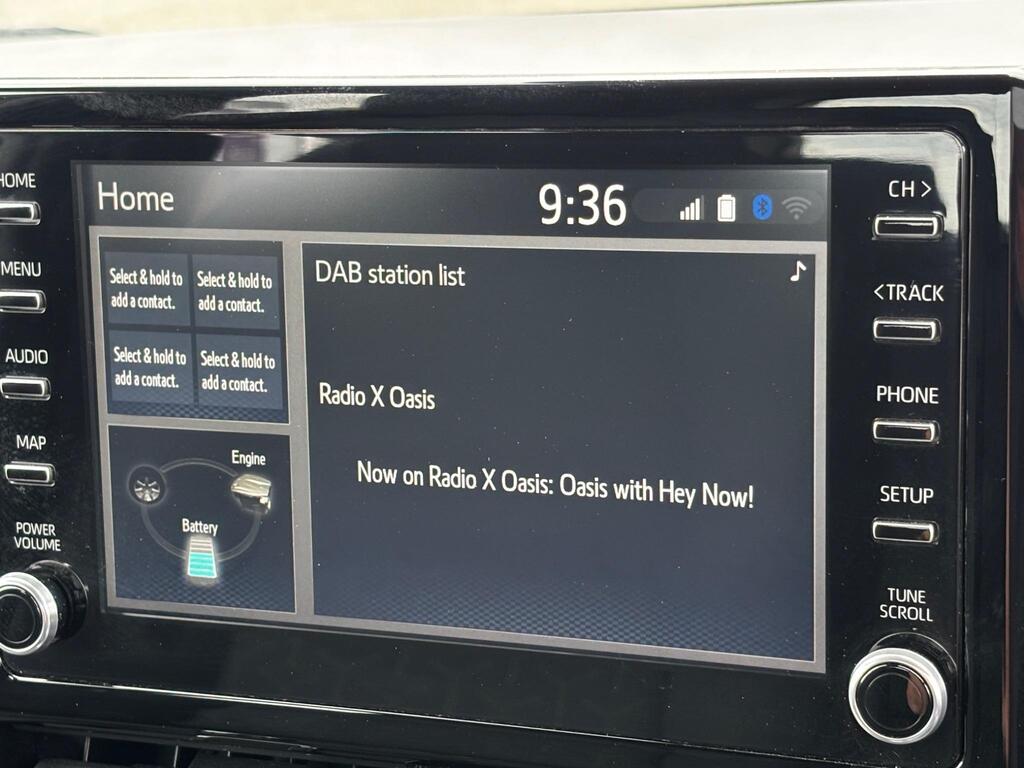 HOME
MENU
AUDIO
MAP
POWER
VOLUME
Home
9:36
Select & hold to
add a contact.
Select & hold to
add a contact.
Select & hold to
add a contact.
Select & hold to
add a contact.
Engine
Battery
DAB station list
Radio X Oasis
Now on Radio X Oasis: Oasis with Hey Now!
CH >
<TRACK
PHONE
SETUP
TUNE
SCROLL